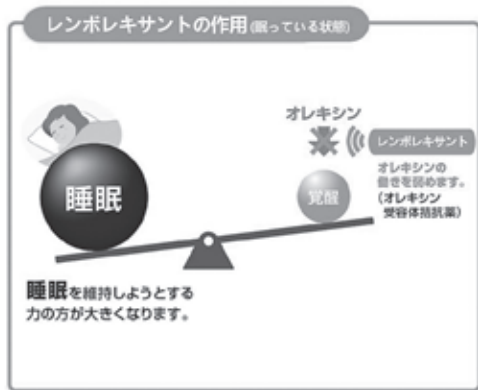 レンボレキサントの作用(眠っている状態)
オレキシン
レンボレキサント
オレキシンの
働きを弱めます。
(オレキシン
受容体拮抗薬)
睡眠
覚醒
睡眠を維持しようとする
力の方が大きくなります。